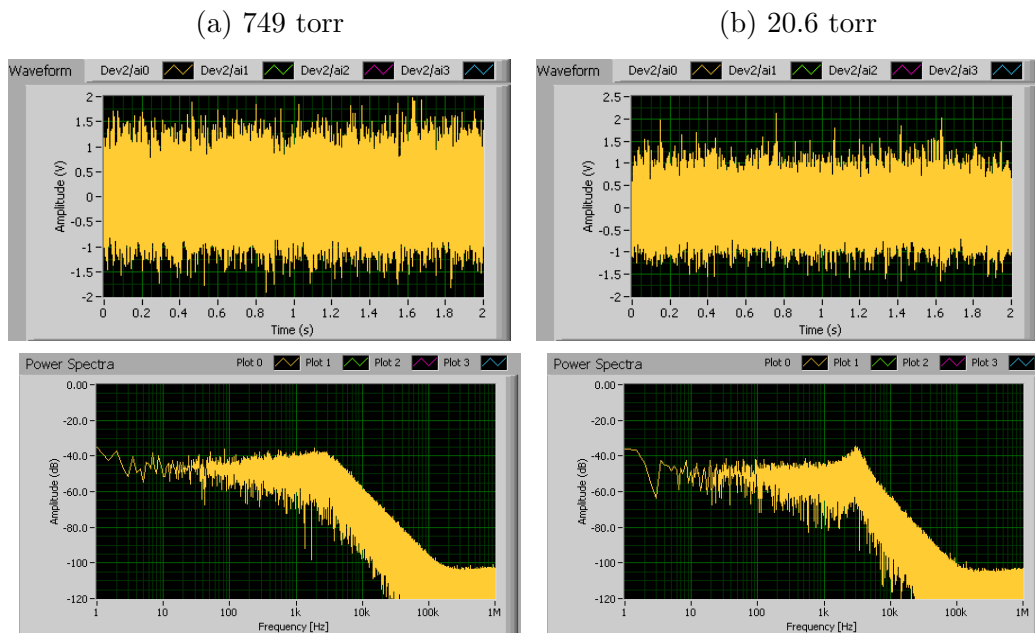 (a) 749 torr
(b) 20.6 torr
Waveform Dev2/ai0 Dev2/ai1 Dev2/ai2 Dev2/ai3
2
1.5
1
0.5
0
-0.5
-1
-1.5
-2
Amplitude (V)
0 0.2 0.4 0.6 0.8 1 1.2 1.4 1.6 1.8 2
Time (s)
Waveform Dev2/ai0 Dev2/ai1 Dev2/ai2 Dev2/ai3
2.5
2
1.5
1
0.5
0
-0.5
-1
-1.5
-2
Amplitude (V)
0 0.2 0.4 0.6 0.8 1 1.2 1.4 1.6 1.8 2
Time (s)
Power Spectra Plot 0 Plot 1 Plot 2 Plot 3
0.00
-20.0
-40.0
-60.0
-80.0
-100.0
-120
Amplitude (dB)
1 10 100 1k 10k 100k 1M
Frequency [Hz]
Power Spectra Plot 0 Plot 1 Plot 2 Plot 3
0.00
-20.0
-40.0
-60.0
-80.0
-100.0
-120
Amplitude (dB)
1 10 100 1k 10k 100k 1M
Frequency [Hz]